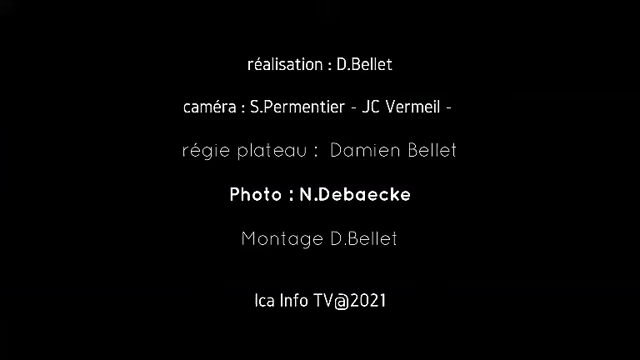 réalisation : D.Bellet
caméra : S.Permentier - JC Vermeil -
régie plateau : Damien Bellet
Photo : N.Debaecke
Montage D.Bellet
Ica Info TV@2021